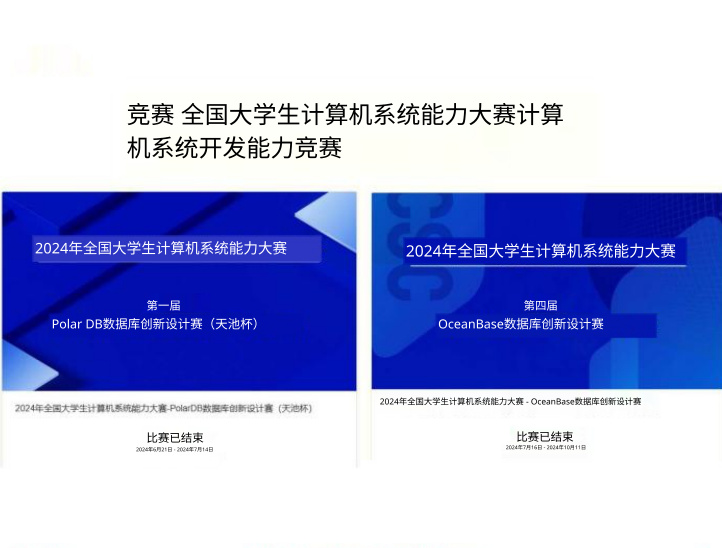 竞赛 全国大学生计算机系统能力大赛计算
机系统开发能力竞赛
2024年全国大学生计算机系统能力大赛
第一届
Polar DB数据库创新设计赛（天池杯）
2024年全国大学生计算机系统能力大赛-PolarDB数据库创新设计赛（天池杯）
比赛已结束
2024年6月21日 - 2024年7月14日
CSC
2024年全国大学生计算机系统能力大赛
第四届
OceanBase数据库创新设计赛
2024年全国大学生计算机系统能力大赛 - OceanBase数据库创新设计赛
比赛已结束
2024年7月16日 - 2024年10月11日